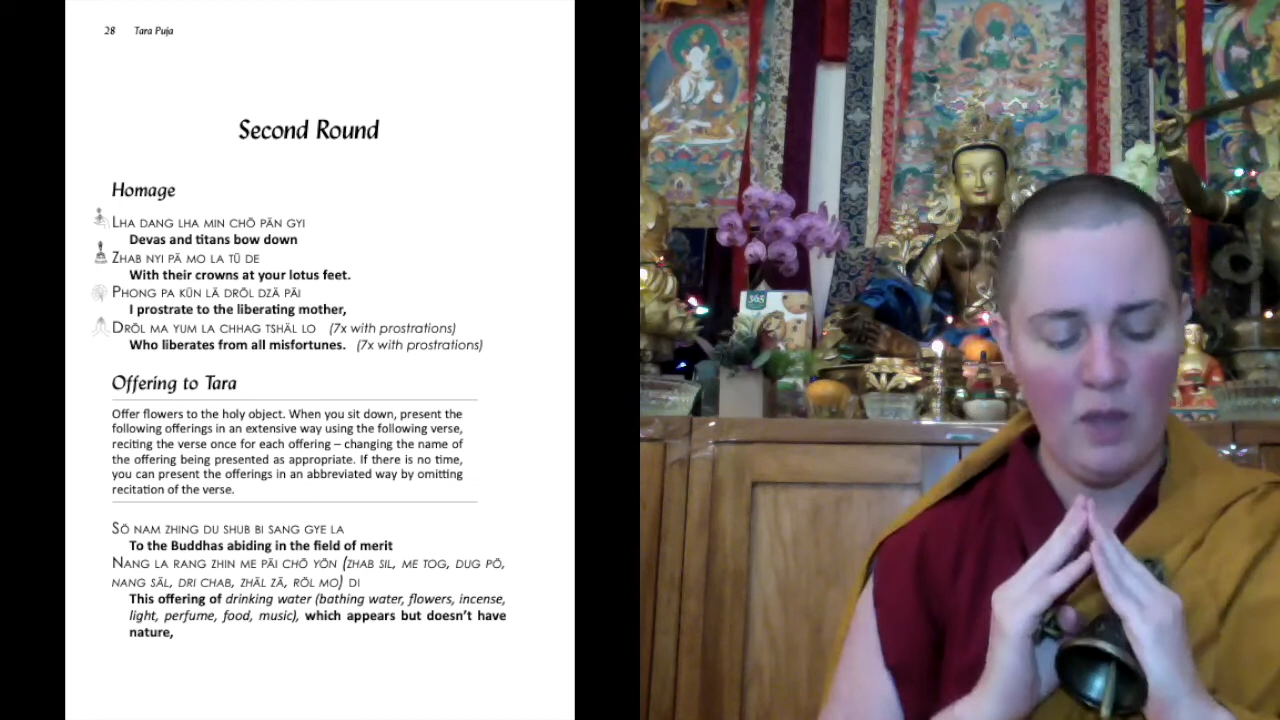 28 Tara Puja
Second Round
Homage
LHA DANG LHA MIN CHÖ PÄN GYI
Devas and titans bow down
ZHAB NYI PÄ MO LA TÜ DE
With their crowns at your lotus feet.
PHONG PA KÜN LÄ DRÖL DZÄ PÄI
I prostrate to the liberating mother,
DRÖL MA YUM LA CHHAG TSHÄL LO (7x with prostrations)
Who liberates from all misfortunes. (7x with prostrations)
Offering to Tara
Offer flowers to the holy object. When you sit down, present the
following offerings in an extensive way using the following verse,
reciting the verse once for each offering – changing the name of
the offering being presented as appropriate. If there is no time,
you can present the offerings in an abbreviated way by omitting
recitation of the verse.
SÖ NAM ZHING DU SHUB BI SANG GYE LA
To the Buddhas abiding in the field of merit
NANG LA RANG ZHIN ME PÄI CHÖ YÖN (ZHAB SIL, ME TOG, DUG PÖ,
NANG SÄL, DRI CHAB, ZHÄL ZÄ, RÖL MO) DI
This offering of drinking water (bathing water, flowers, incense,
light, perfume, food, music), which appears but doesn't have
nature,
365